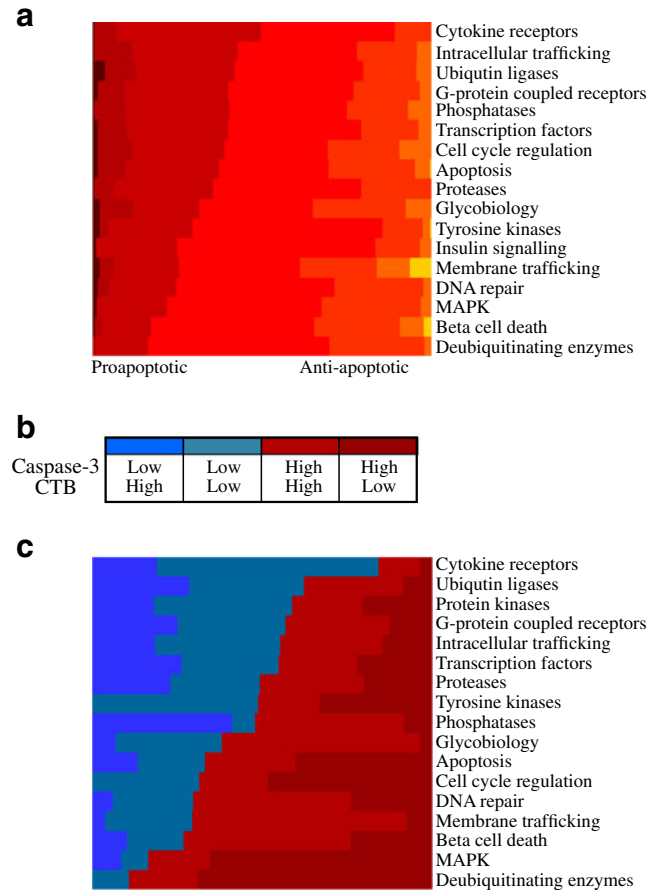 a
Cytokine receptors
Intracellular trafficking
Ubiqutin ligases
G-protein coupled receptors
Phosphatases
Transcription factors
Cell cycle regulation
Apoptosis
Proteases
Glycobiology
Tyrosine kinases
Insulin signalling
Membrane trafficking
DNA repair
MAPK
Beta cell death
Deubiquitinating enzymes
Proapoptotic Anti-apoptotic
b
Caspase-3 Low Low High High
CTB High Low High Low
c
Cytokine receptors
Ubiqutin ligases
Protein kinases
G-protein coupled receptors
Intracellular trafficking
Transcription factors
Proteases
Tyrosine kinases
Phosphatases
Glycobiology
Apoptosis
Cell cycle regulation
DNA repair
Membrane trafficking
Beta cell death
MAPK
Deubiquitinating enzymes